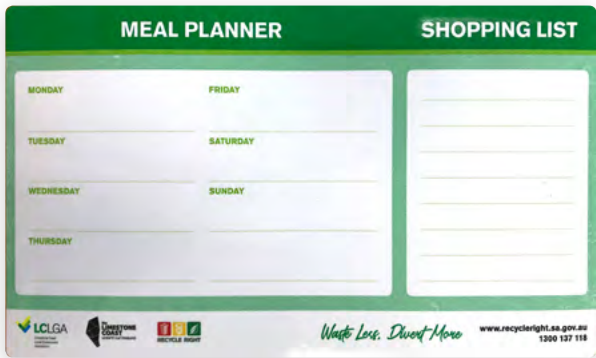 MEAL PLANNER
SHOPPING LIST
MONDAY
FRIDAY
TUESDAY
SATURDAY
WEDNESDAY
SUNDAY
THURSDAY
LCLGA
LIMESTONE
COAST
RECYCLE RIGHT
Waste Less, Divert More
www.recycleright.sa.gov.au
1300 137 118